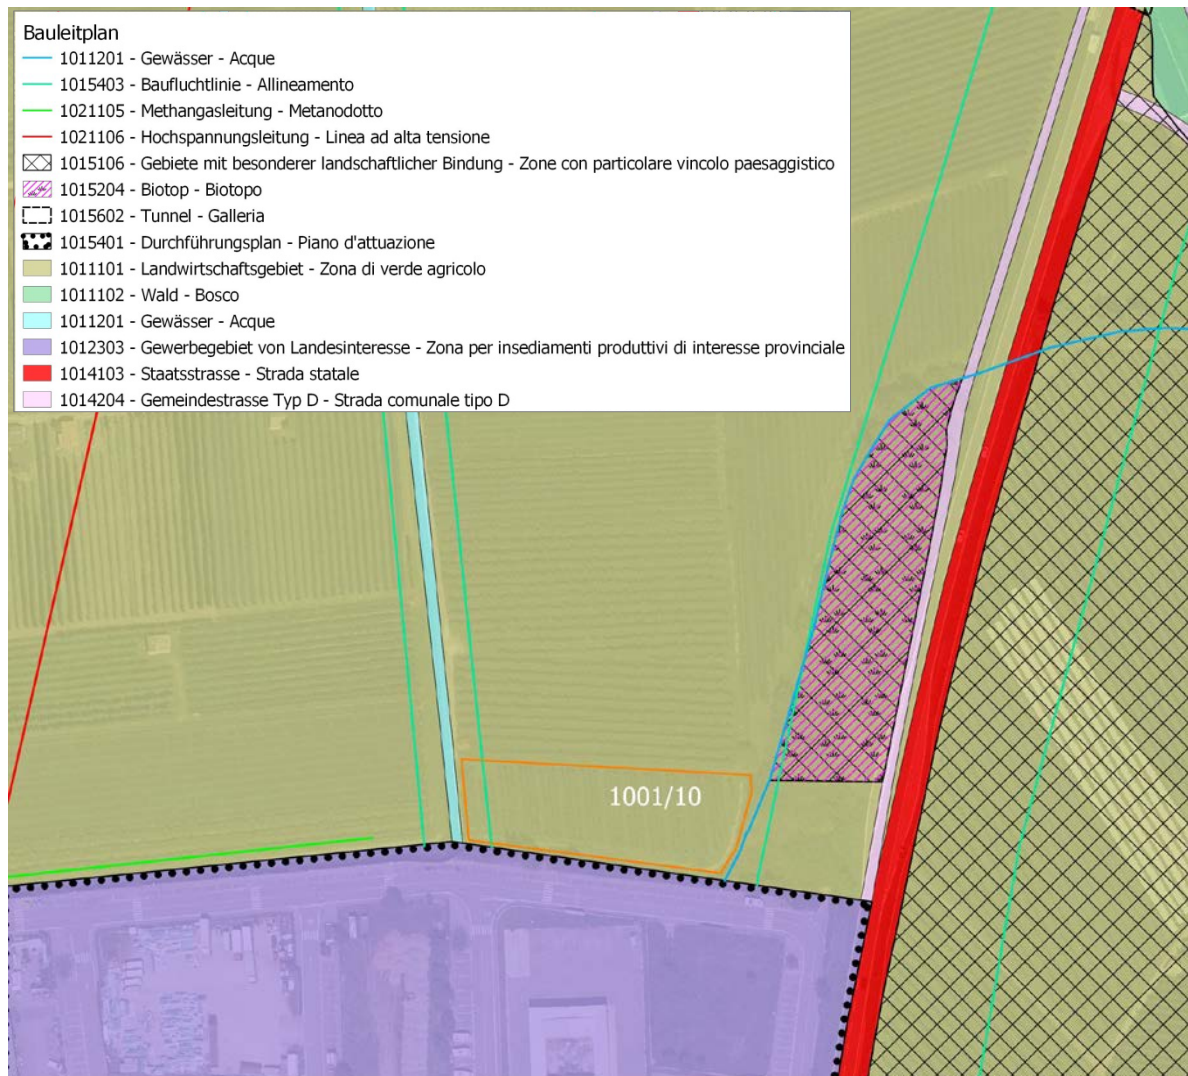 Bauleitplan
1011201 - Gewässer - Acque
1015403 - Baufluchtlinie - Allineamento
1021105 - Methangasleitung - Metanodotto
1021106 - Hochspannungsleitung - Linea ad alta tensione
1015106 - Gebiete mit besonderer landschaftlicher Bindung - Zone con particolare vincolo paesaggistico
1015204 - Biotop - Biotopo
1015602 - Tunnel - Galleria
1015401 - Durchführungsplan - Piano d'attuazione
1011101 - Landwirtschaftsgebiet - Zona di verde agricolo
1011102 - Wald - Bosco
1011201 - Gewässer - Acque
1012303 - Gewerbegebiet von Landesinteresse - Zona per insediamenti produttivi di interesse provinciale
1014103 - Staatsstrasse - Strada statale
1014204 - Gemeindestrasse Typ D - Strada comunale tipo D
1001/10